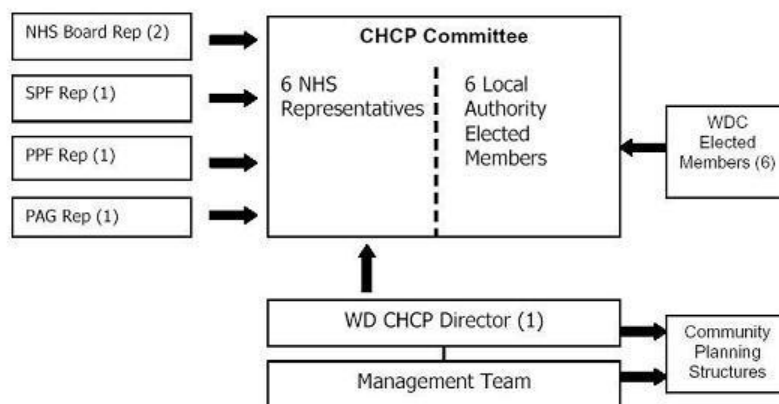 NHS Board Rep (2)
SPF Rep (1)
PPF Rep (1)
PAG Rep (1)
CHCP Committee
6 NHS
Representatives
6 Local
Authority
Elected
Members
WDC
Elected
Members (6)
WD CHCP Director (1)
Management Team
Community
Planning
Structures